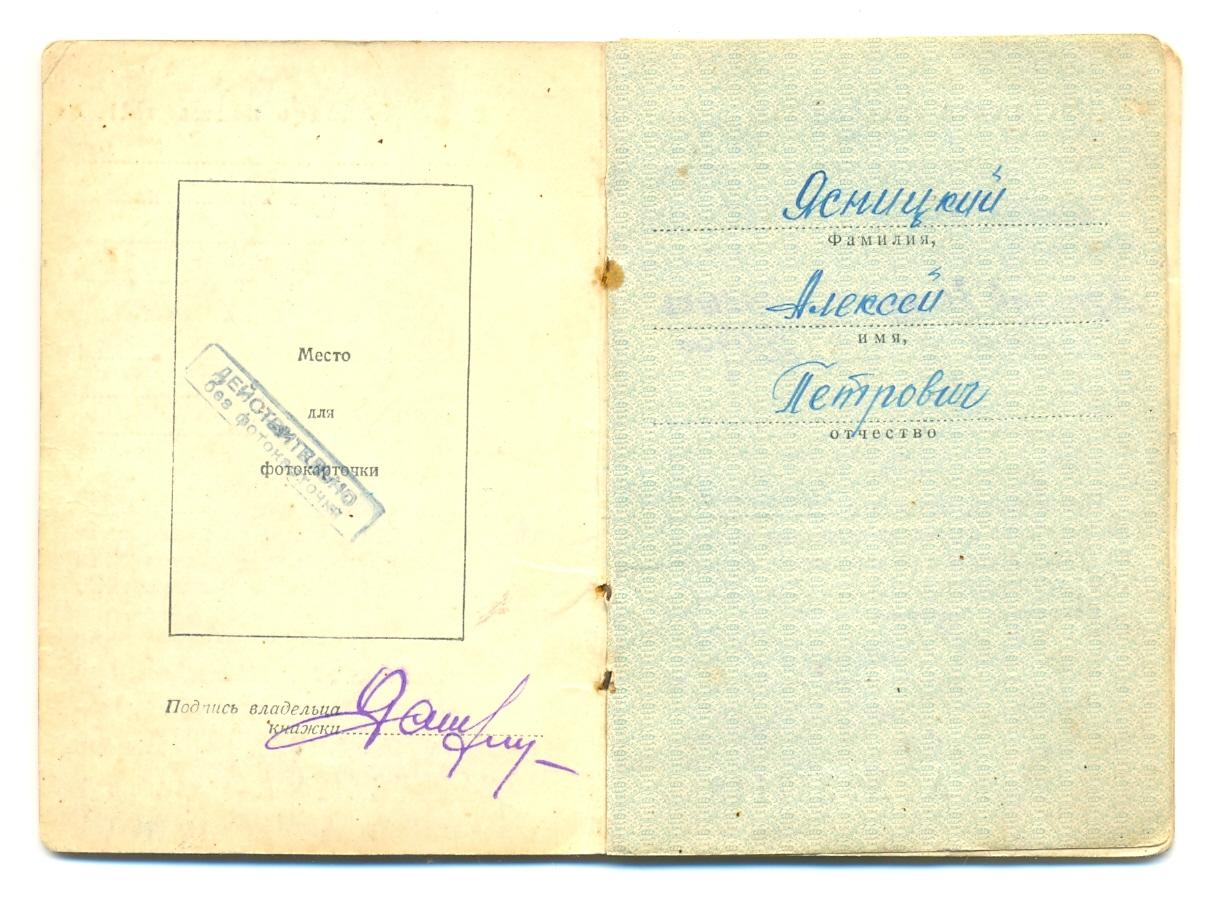 Место
для
фотокарточки
ДЕЙСТВИТЕЛЬНО
без фотокарточки
Подпись владельца
книжки
Ясницкий
Фамилия,
Алексей
имя,
Петрович
отчество